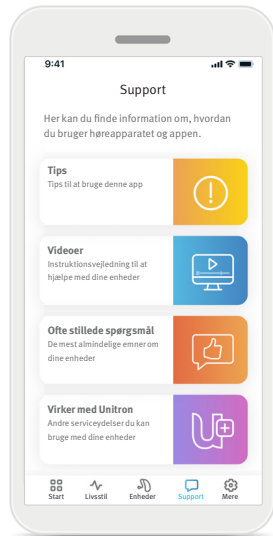 9:41
Support
Her kan du finde information om, hvordan
du bruger høreapparatet og appen.
Tips
Tips til at bruge denne app
Videoer
Instruktionsvejledning til at
hjælpe med dine enheder
Ofte stillede spørgsmål
De mest almindelige emner om
dine enheder
Virker med Unitron
Andre serviceydelser du kan
bruge med dine enheder
Start Livsstil Enheder Support Mere